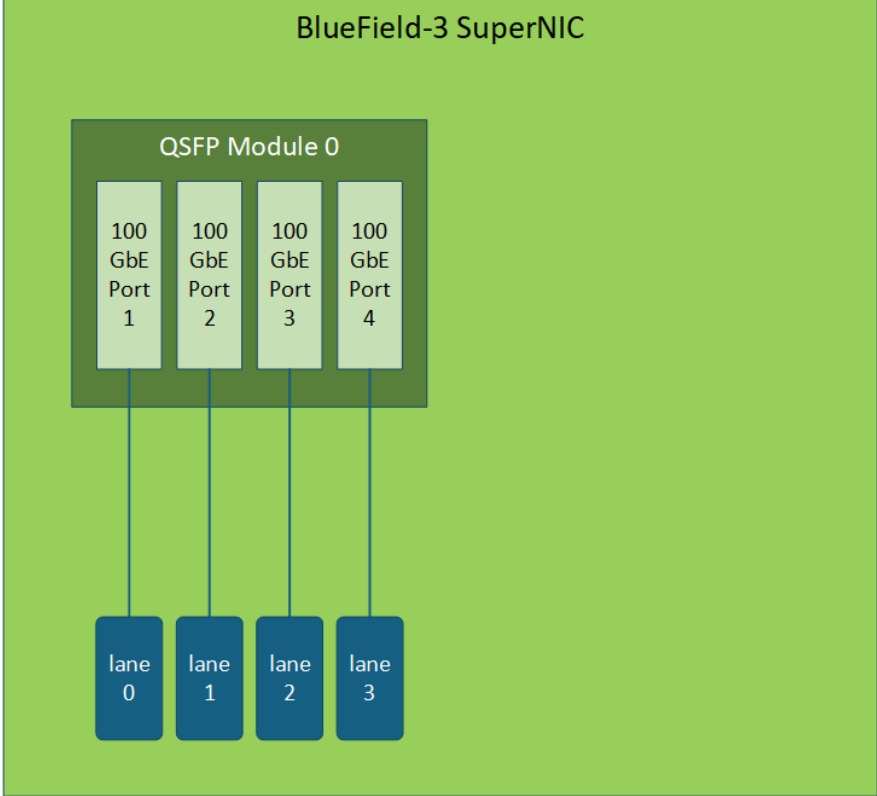 BlueField-3 SuperNIC
QSFP Module 0
100
GbE
Port
1
100
GbE
Port
2
100
GbE
Port
3
100
GbE
Port
4
lane
0
lane
1
lane
2
lane
3